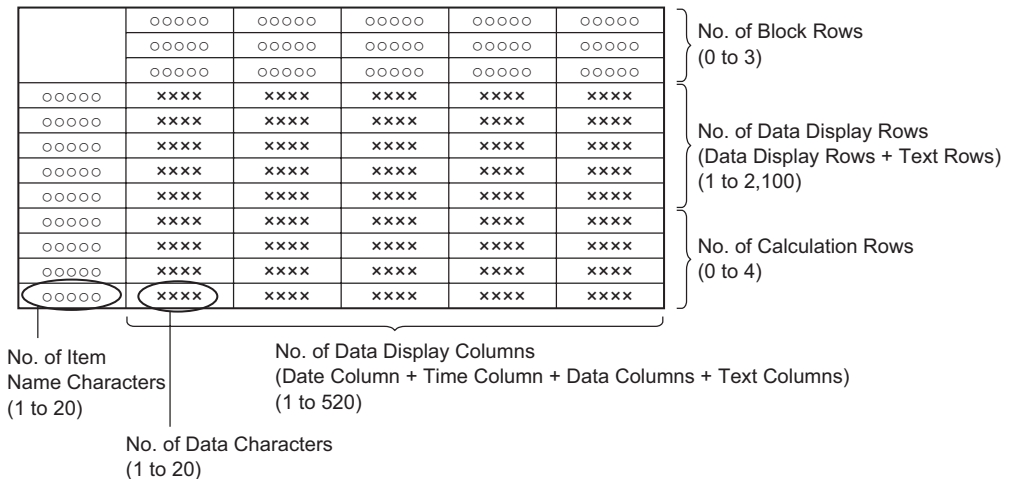 ○○○○○ ○○○○○ ○○○○○ ○○○○○ ○○○○○
○○○○○ ○○○○○ ○○○○○ ○○○○○ ○○○○○
○○○○○ ○○○○○ ○○○○○ ○○○○○ ○○○○○
○○○○○ ×××× ×××× ×××× ×××× ××××
○○○○○ ×××× ×××× ×××× ×××× ××××
○○○○○ ×××× ×××× ×××× ×××× ××××
○○○○○ ×××× ×××× ×××× ×××× ××××
○○○○○ ×××× ×××× ×××× ×××× ××××
○○○○○ ×××× ×××× ×××× ×××× ××××
○○○○○ ×××× ×××× ×××× ×××× ××××
○○○○○ ×××× ×××× ×××× ×××× ××××
○○○○○ ×××× ×××× ×××× ×××× ××××
No. of Block Rows
(0 to 3)
No. of Data Display Rows
(Data Display Rows + Text Rows)
(1 to 2,100)
No. of Calculation Rows
(0 to 4)
No. of Item
Name Characters
(1 to 20)
No. of Data Display Columns
(Date Column + Time Column + Data Columns + Text Columns)
(1 to 520)
No. of Data Characters
(1 to 20)